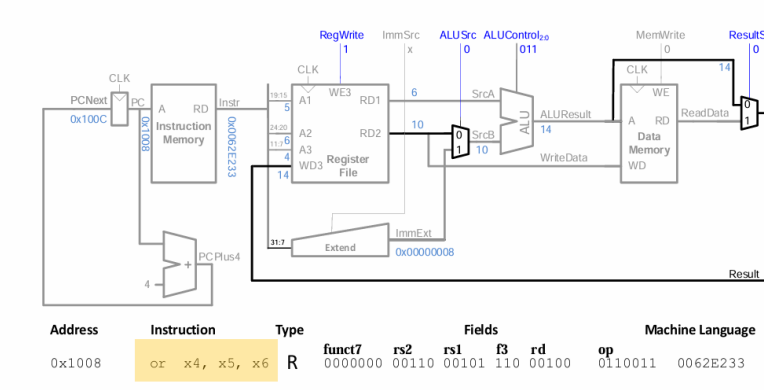 RegWrite ImmSrc ALUSrc ALUControl2:0 MemWrite ResultS
1 x 0 011 0 0
CLK CLK 14
PCNext PC Instr 19:15 A1 WE3 RD1 6 SrcA WE
0x100C A RD 5 10 0 ALUResult 0
Instruction Memory 24:20 A2 RD2 SrcB ALU 14 A RD ReadData 1
0x1008 0x0062E233 6 1 10 Data Memory
11:7 A3 Register File WriteData WD
4 WD3
14
CLK
31:7 Extend ImmExt
0x00000008
PCPlus4
+
4
Result
Address Instruction Type Fields Machine Language
funct7 rs2 rs1 f3 rd op
0x1008 or x4, x5, x6 R 0000000 00110 00101 110 00100 0110011 0062E233